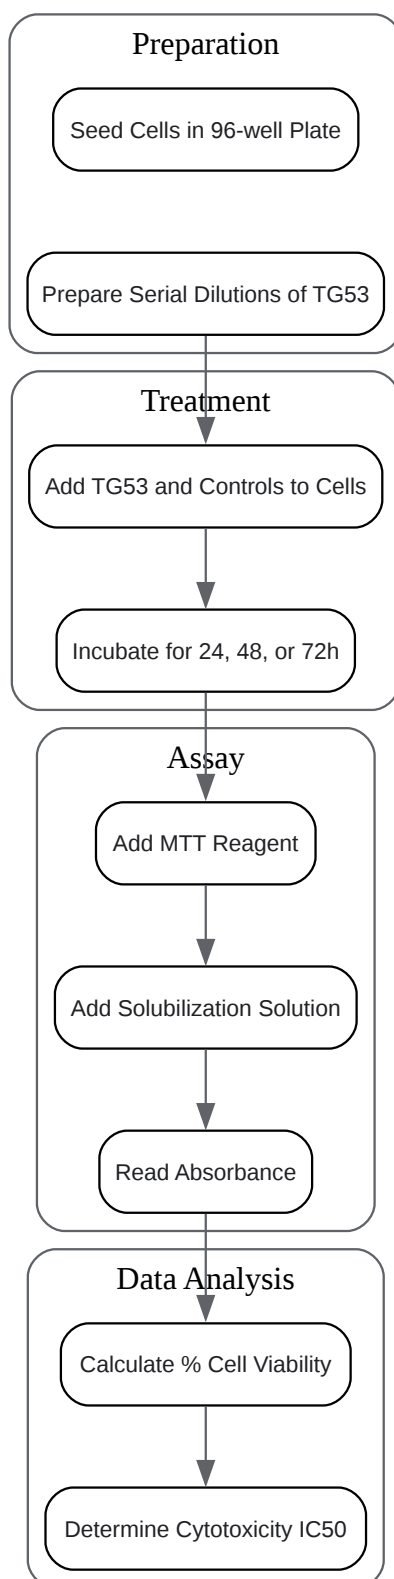 Preparation
Seed Cells in 96-well Plate
Prepare Serial Dilutions of TG53
Treatment
Add TG53 and Controls to Cells
Incubate for 24, 48, or 72h
Assay
Add MTT Reagent
Add Solubilization Solution
Read Absorbance
Data Analysis
Calculate % Cell Viability
Determine Cytotoxicity IC50